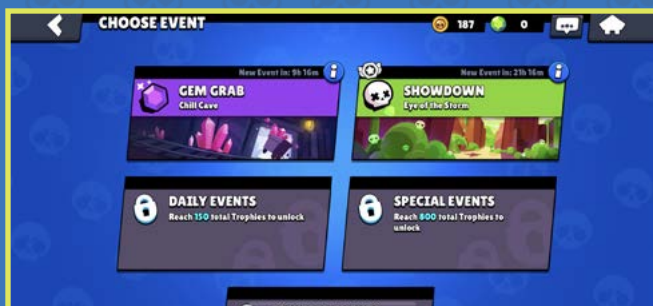 CHOOSE EVENT
187
0
New Event in: 9h 16m
GEM GRAB
Chill Cave
New Event in: 21h 16m
SHOWDOWN
Eye of the Storm
DAILY EVENTS
Reach 150 total Trophies to unlock
SPECIAL EVENTS
Reach 800 total Trophies to
unlock